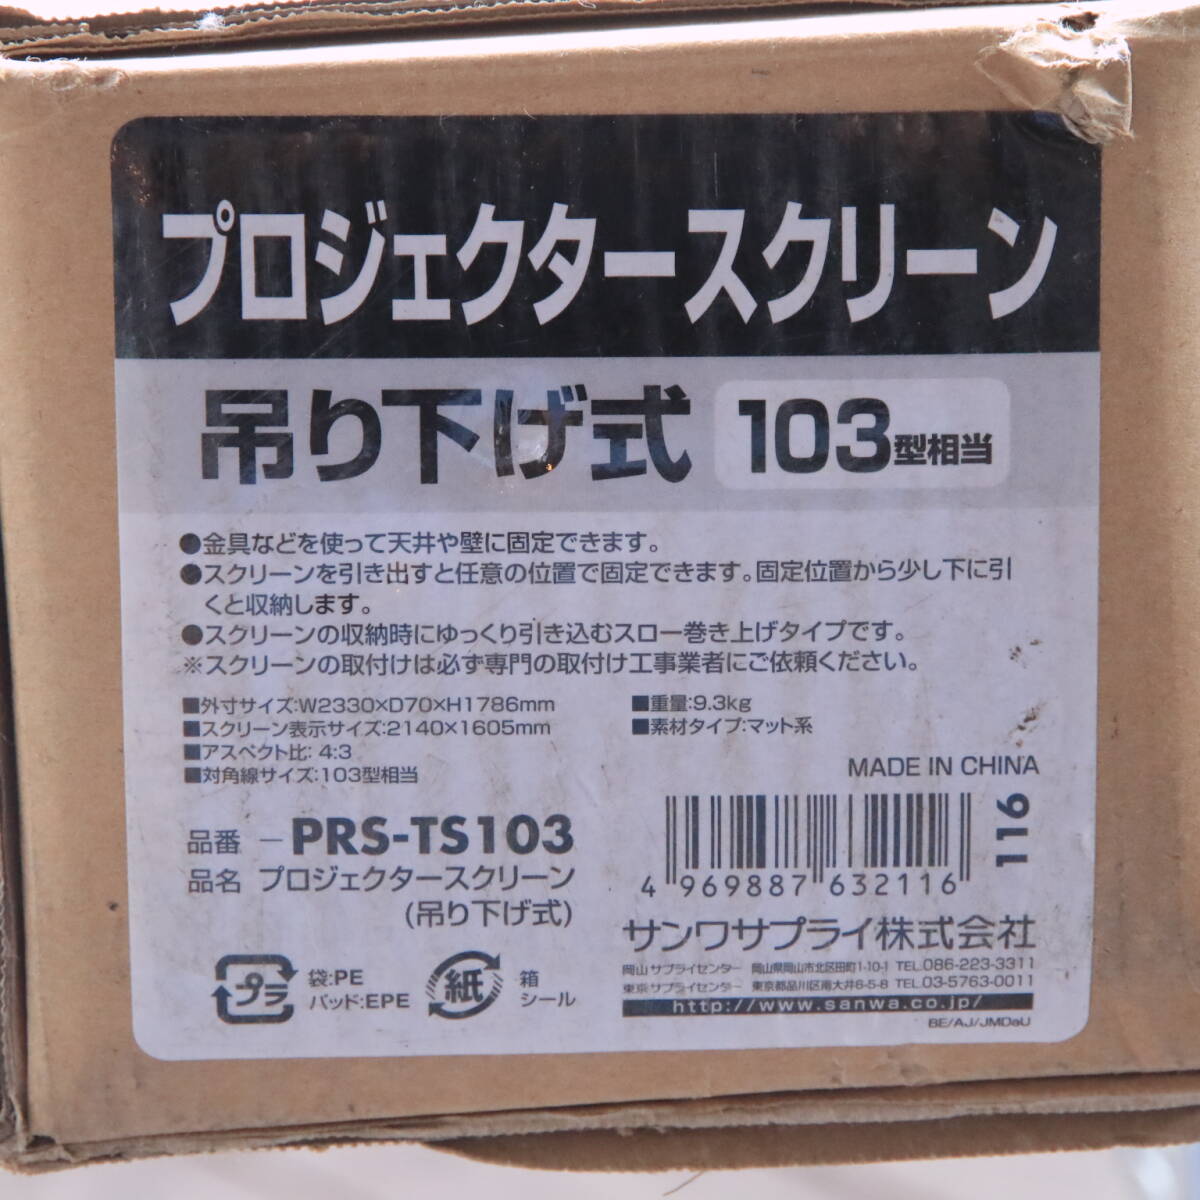 プロジェクタースクリーン
吊り下げ式 103型相当
●金具などを使って天井や壁に固定できます。
●スクリーンを引き出すと任意の位置で固定できます。固定位置から少し下に引
くと収納します。
●スクリーンの収納時にゆっくり引き込むスロー巻き上げタイプです。
※スクリーンの取付けは必ず専門の取付け工事業者にご依頼ください。
■外寸サイズ:W2330×D70×H1786mm
■スクリーン表示サイズ:2140×1605mm
■アスペクト比: 4:3
■対角線サイズ:103型相当
■重量:9.3kg
■素材タイプ:マット系
MADE IN CHINA
品番 −PRS-TS103
品名 プロジェクタースクリーン
(吊り下げ式)
116
4 969887 632116
サンワサプライ株式会社
岡山サプライセンター 岡山県岡山市北区田町1-10-1 TEL.086-223-3311
東京サプライセンター 東京都品川区南大井6-5-8 TEL.03-5763-0011
http://www.sanwa.co.jp/
BE/AJ/JMDaU
プラ
袋:PE
パッド:EPE
紙
箱
シール